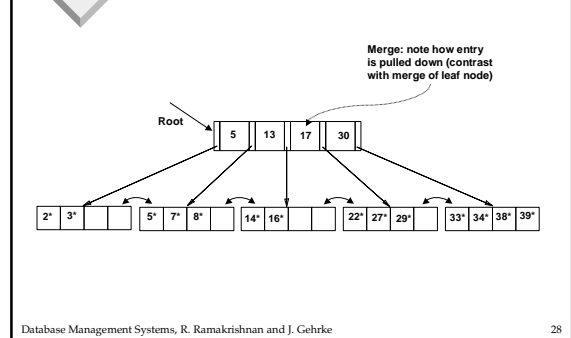 Merge: note how entry
is pulled down (contrast
with merge of leaf node)
Root
5 13 17 30
2* 3* 5* 7* 8* 14* 16* 22* 27* 29* 33* 34* 38* 39*
Database Management Systems, R. Ramakrishnan and J. Gehrke 28